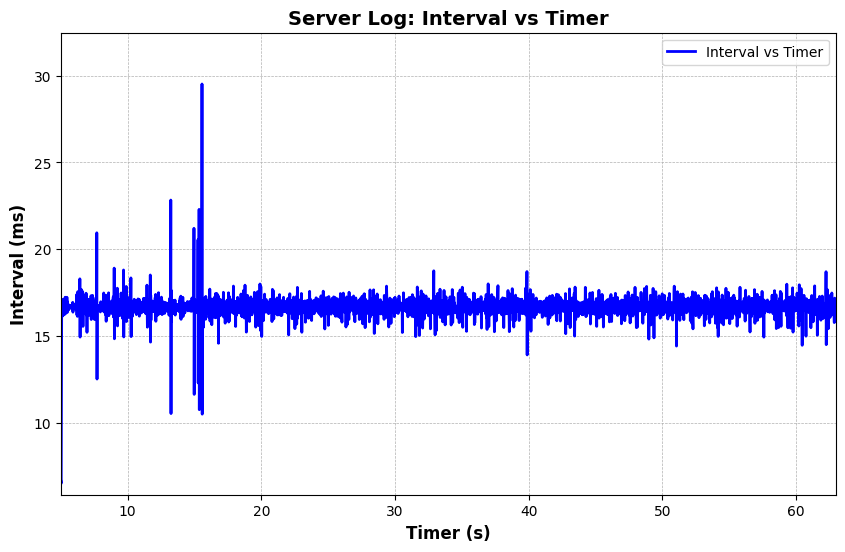 Server Log: Interval vs Timer
Interval vs Timer
30
25
20
15
10
Interval (ms)
10 20 30 40 50 60
Timer (s)